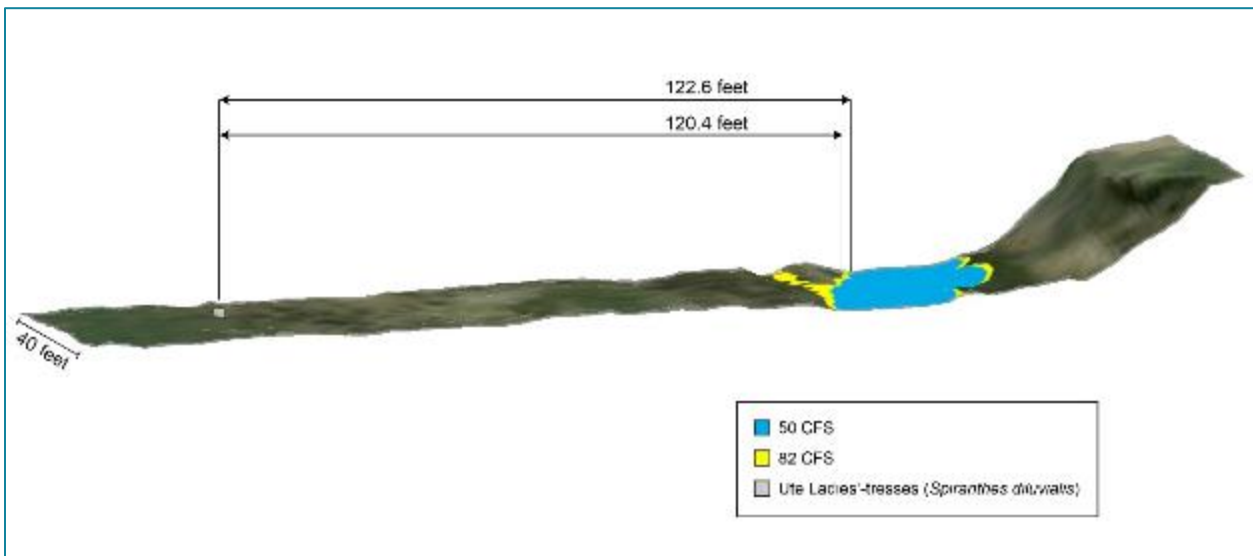 122.6 feet
120.4 feet
40 feet
50 CFS
82 CFS
Ute Ladies'-tresses (Spiranthes diluvialis)